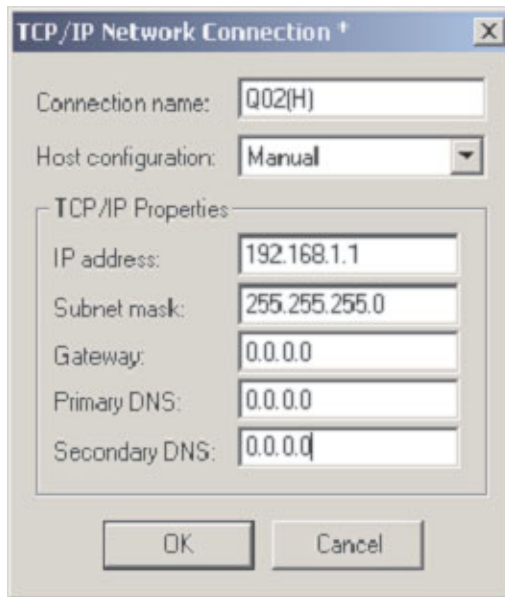 TCP/IP Network Connection *
Connection name: Q02(H)
Host configuration: Manual
TCP/IP Properties
IP address: 192.168.1.1
Subnet mask: 255.255.255.0
Gateway: 0.0.0.0
Primary DNS: 0.0.0.0
Secondary DNS: 0.0.0.0
OK Cancel